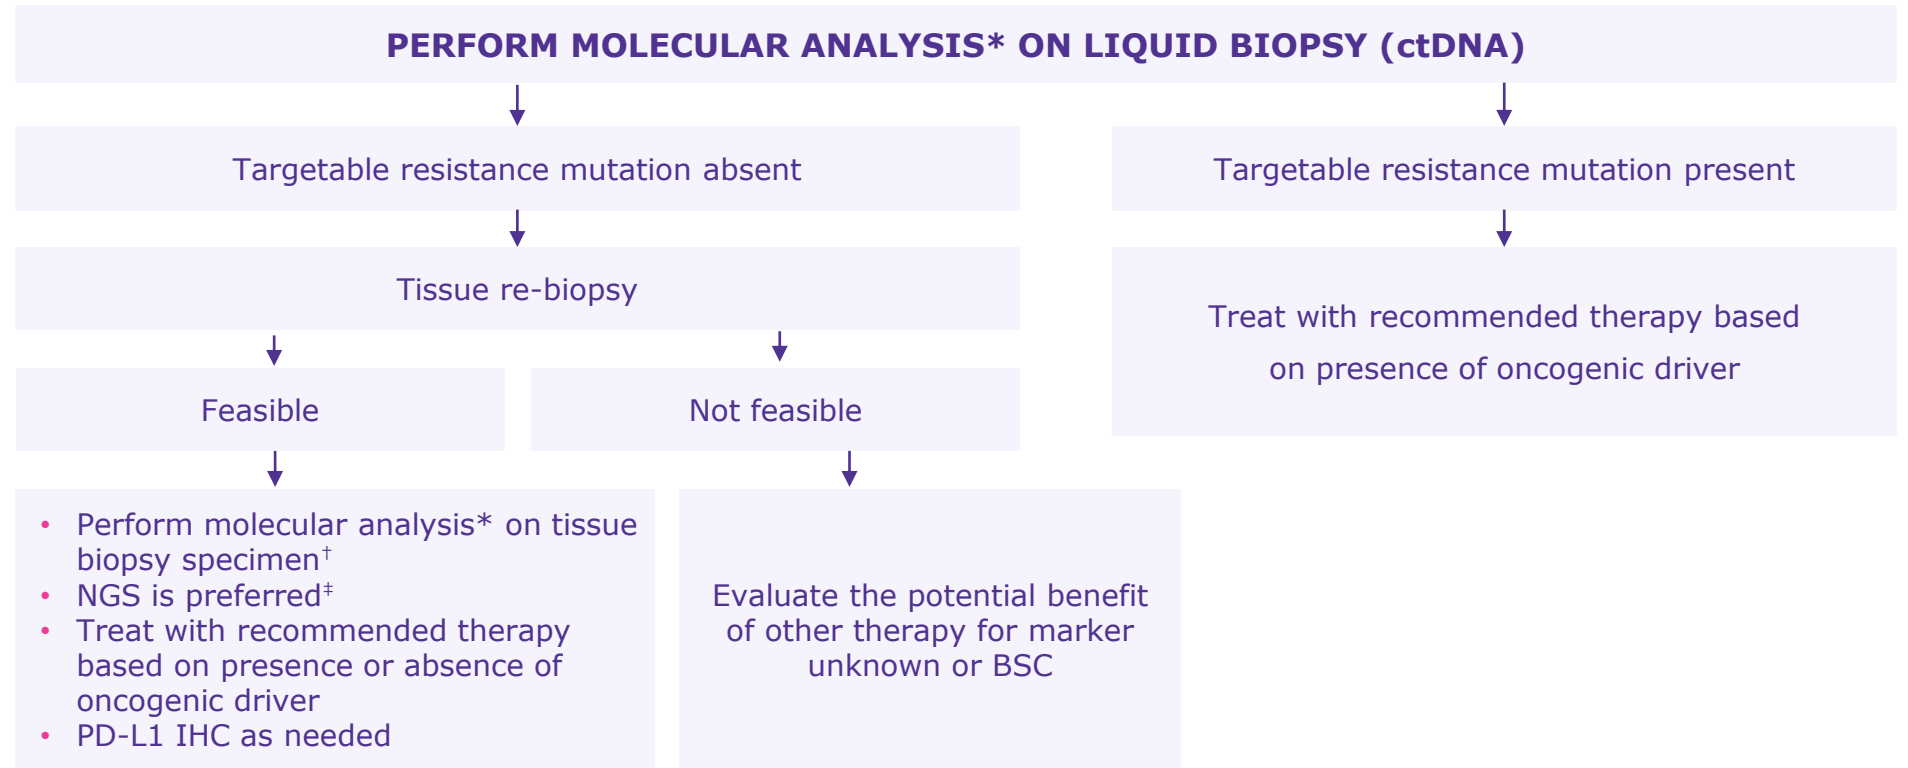 PERFORM MOLECULAR ANALYSIS* ON LIQUID BIOPSY (ctDNA)
Targetable resistance mutation absent
Targetable resistance mutation present
Tissue re-biopsy
Treat with recommended therapy based
on presence of oncogenic driver
Feasible
Not feasible
• Perform molecular analysis* on tissue
biopsy specimen†
• NGS is preferred‡
• Treat with recommended therapy
based on presence or absence of
oncogenic driver
• PD-L1 IHC as needed
Evaluate the potential benefit
of other therapy for marker
unknown or BSC